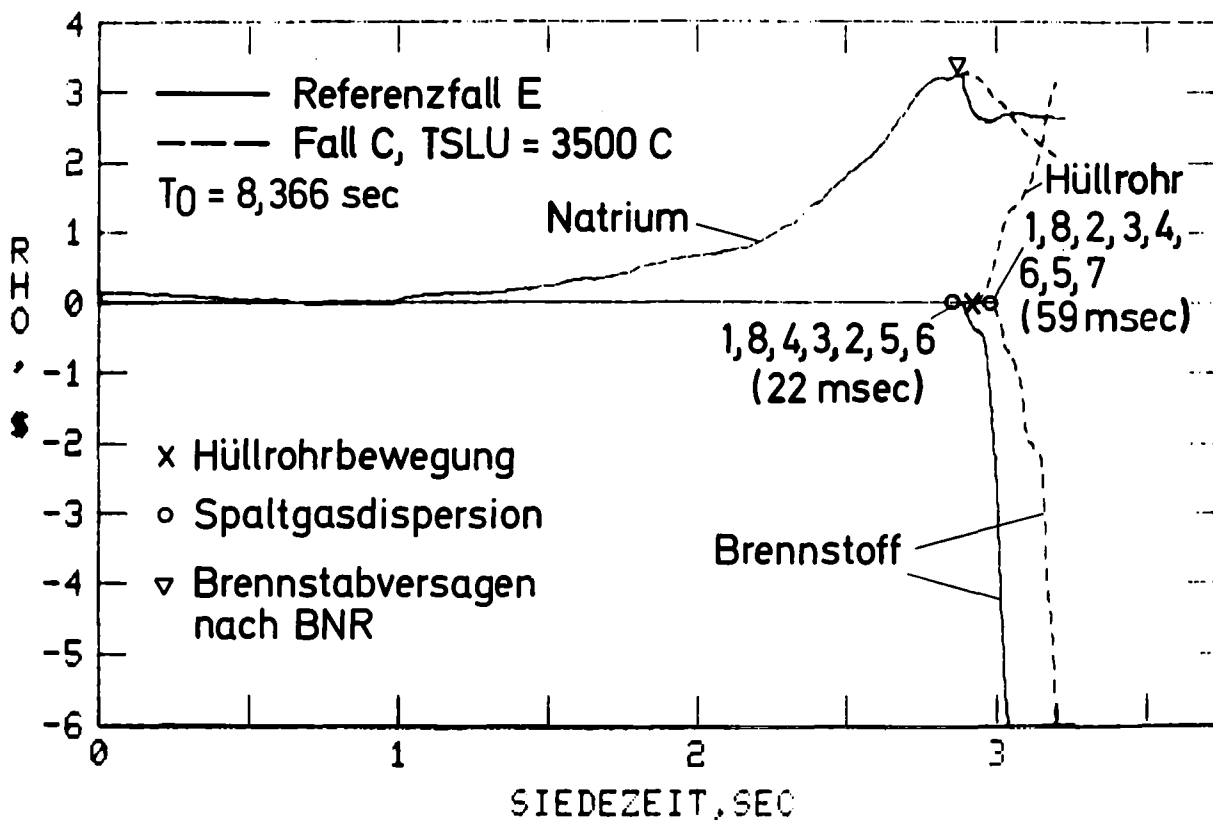 4
3
2
1
0
-1
-2
-3
-4
-5
-6
RHO, $
Referenzfall E
Fall C, TSLU = 3500 C
T0 = 8,366 sec
Natrium
Hüllrohr
1,8,2,3,4,
6,5,7
(59 msec)
1,8,4,3,2,5,6
(22 msec)
x Hüllrohrbewegung
o Spaltgasdispersion
▽ Brennstabversagen
nach BNR
Brennstoff
0 1 2 3
SIEDEZEIT, SEC